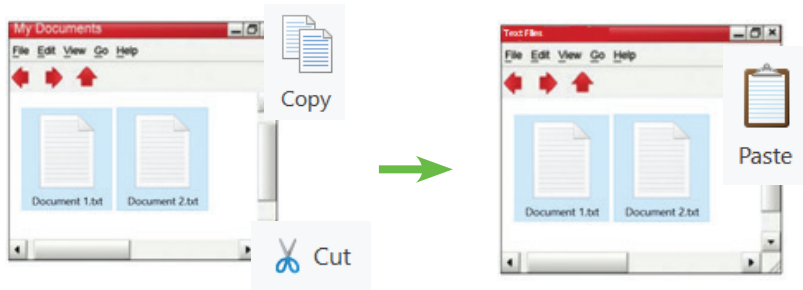 My Documents
File Edit View Go Help
Copy
Document 1.txt Document 2.txt
Cut
Text Files
File Edit View Go Help
Paste
Document 1.txt Document 2.txt